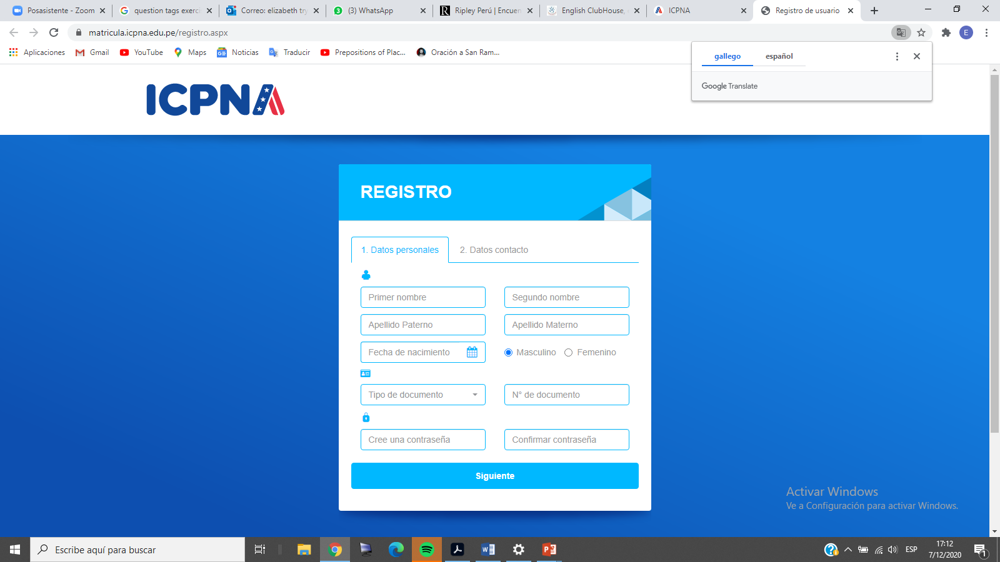 Posasistente - Zoom
question tags exerci
Correo: elizabeth try
(3) WhatsApp
Ripley Perú | Encuen
English ClubHouse,
ICPNA
Registro de usuario
matricula.icpna.edu.pe/registro.aspx
E
Aplicaciones
Gmail
YouTube
Maps
Noticias
Traducir
Prepositions of Plac...
Oración a San Ram...
gallego
español
Google Translate
ICPNA
REGISTRO
1. Datos personales
2. Datos contacto
Primer nombre
Segundo nombre
Apellido Paterno
Apellido Materno
Fecha de nacimiento
Masculino
Femenino
Tipo de documento
N° de documento
Cree una contraseña
Confirmar contraseña
Siguiente
Activar Windows
Ve a Configuración para activar Windows.
Escribe aquí para buscar
ESP
17:12
7/12/2020
1